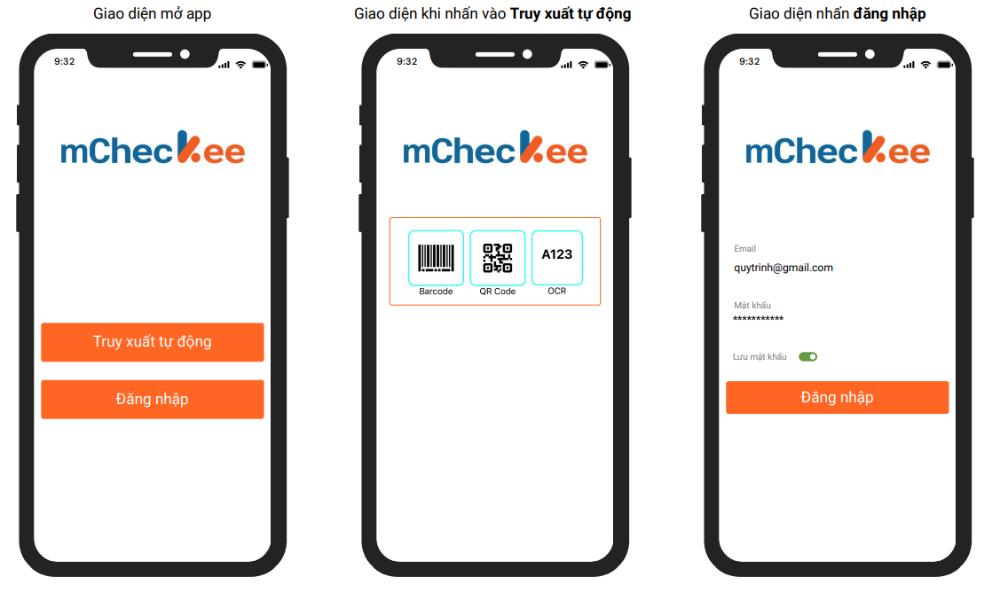 Giao diện mở app
9:32
mCheckee
Truy xuất tự động
Đăng nhập
Giao diện khi nhấn vào Truy xuất tự động
9:32
mCheckee
A123
Barcode QR Code OCR
Giao diện nhấn đăng nhập
9:32
mCheckee
Email
quytrinh@gmail.com
Mật khẩu
***********
Lưu mật khẩu
Đăng nhập